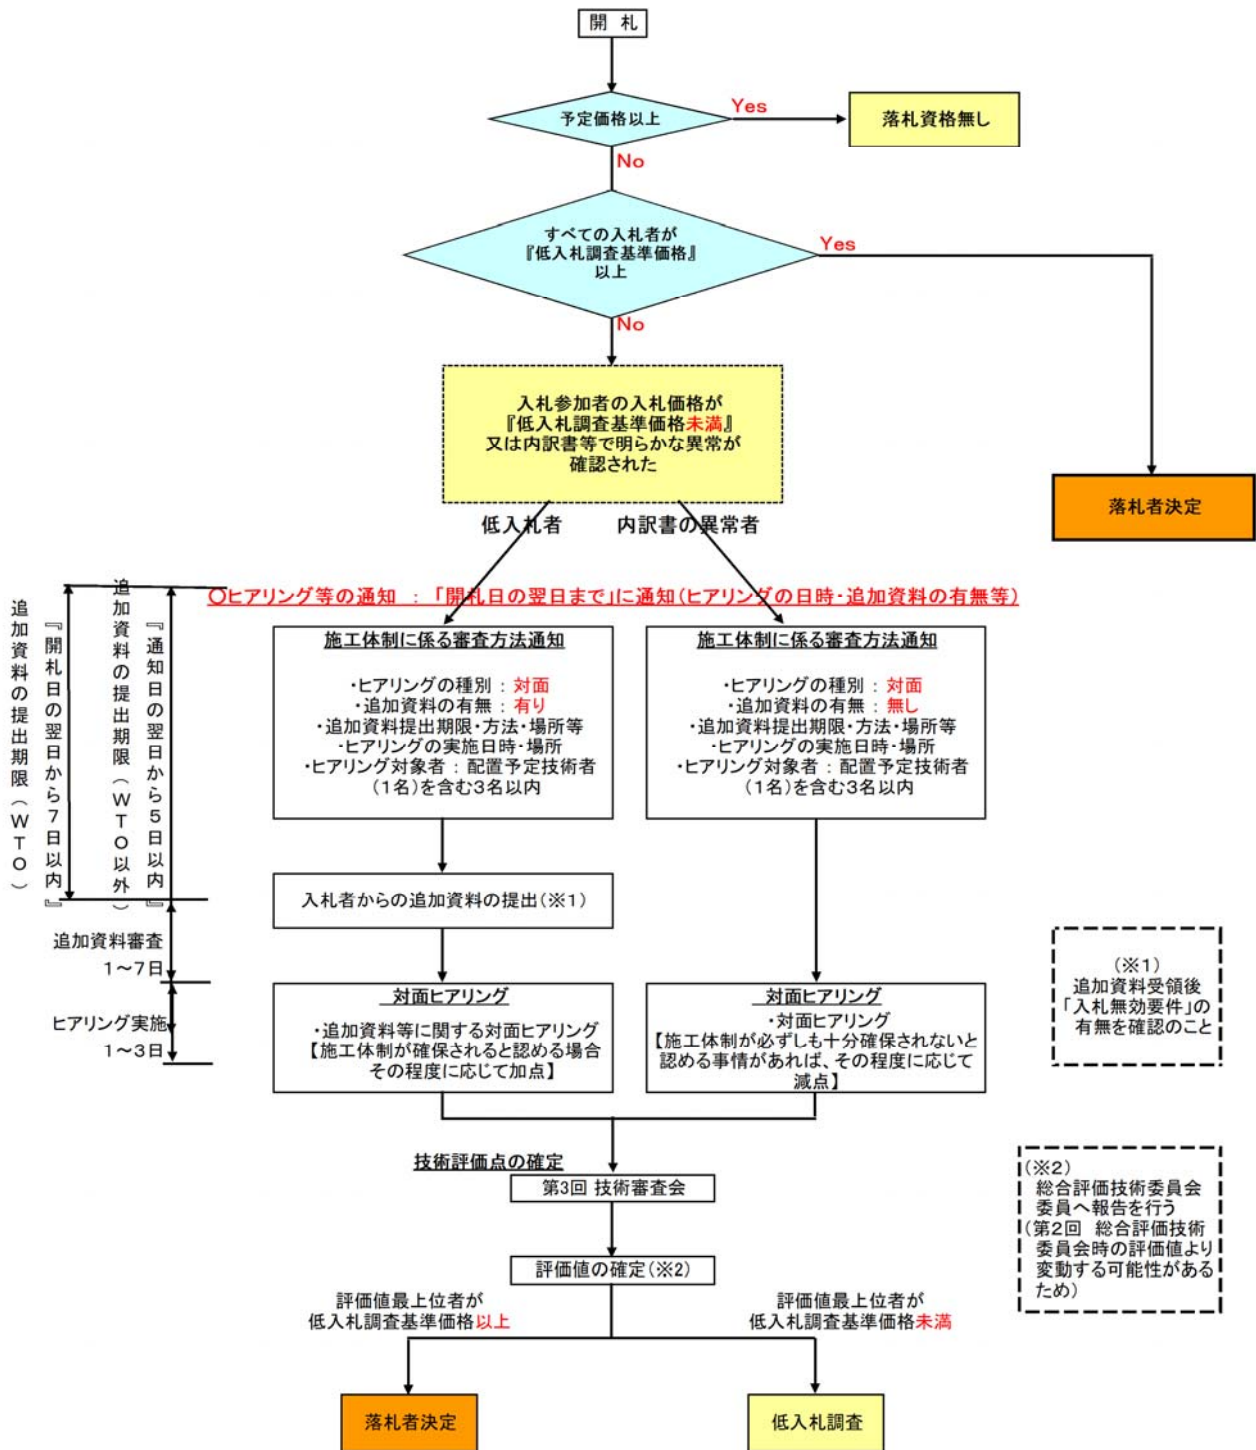 開 札
予定価格以上
Yes
落札資格無し
No
すべての入札者が
『低入札調査基準価格』
以上
Yes
No
入札参加者の入札価格が
『低入札調査基準価格未満』
又は内訳書等で明らかな異常が
確認された
落札者決定
低入札者
内訳書の異常者
〇ヒアリング等の通知 : 「開札日の翌日まで」に通知(ヒアリングの日時・追加資料の有無等)
追加資料の提出期限(WTO)
『開札日の翌日から7日以内』
追加資料の提出期限(WTO以外)
『通知日の翌日から5日以内』
追加資料審査
1～7日
ヒアリング実施
1～3日
施工体制に係る審査方法通知
・ヒアリングの種別 : 対面
・追加資料の有無 : 有り
・追加資料提出期限・方法・場所等
・ヒアリングの実施日時・場所
・ヒアリング対象者 : 配置予定技術者
(1名)を含む3名以内
施工体制に係る審査方法通知
・ヒアリングの種別 : 対面
・追加資料の有無 : 無し
・追加資料提出期限・方法・場所等
・ヒアリングの実施日時・場所
・ヒアリング対象者 : 配置予定技術者
(1名)を含む3名以内
入札者からの追加資料の提出(※1)
対面ヒアリング
・追加資料等に関する対面ヒアリング
【施工体制が確保されると認める場合
その程度に応じて加点】
対面ヒアリング
・対面ヒアリング
【施工体制が必ずしも十分確保されないと
認める事情があれば、その程度に応じて
減点】
(※1)
追加資料受領後
「入札無効要件」の
有無を確認のこと
技術評価点の確定
第3回 技術審査会
評価値の確定(※2)
(※2)
総合評価技術委員会
委員へ報告を行う
(第2回 総合評価技術
委員会時の評価値より
変動する可能性がある
ため)
評価値最上位者が
低入札調査基準価格以上
評価値最上位者が
低入札調査基準価格未満
落札者決定
低入札調査